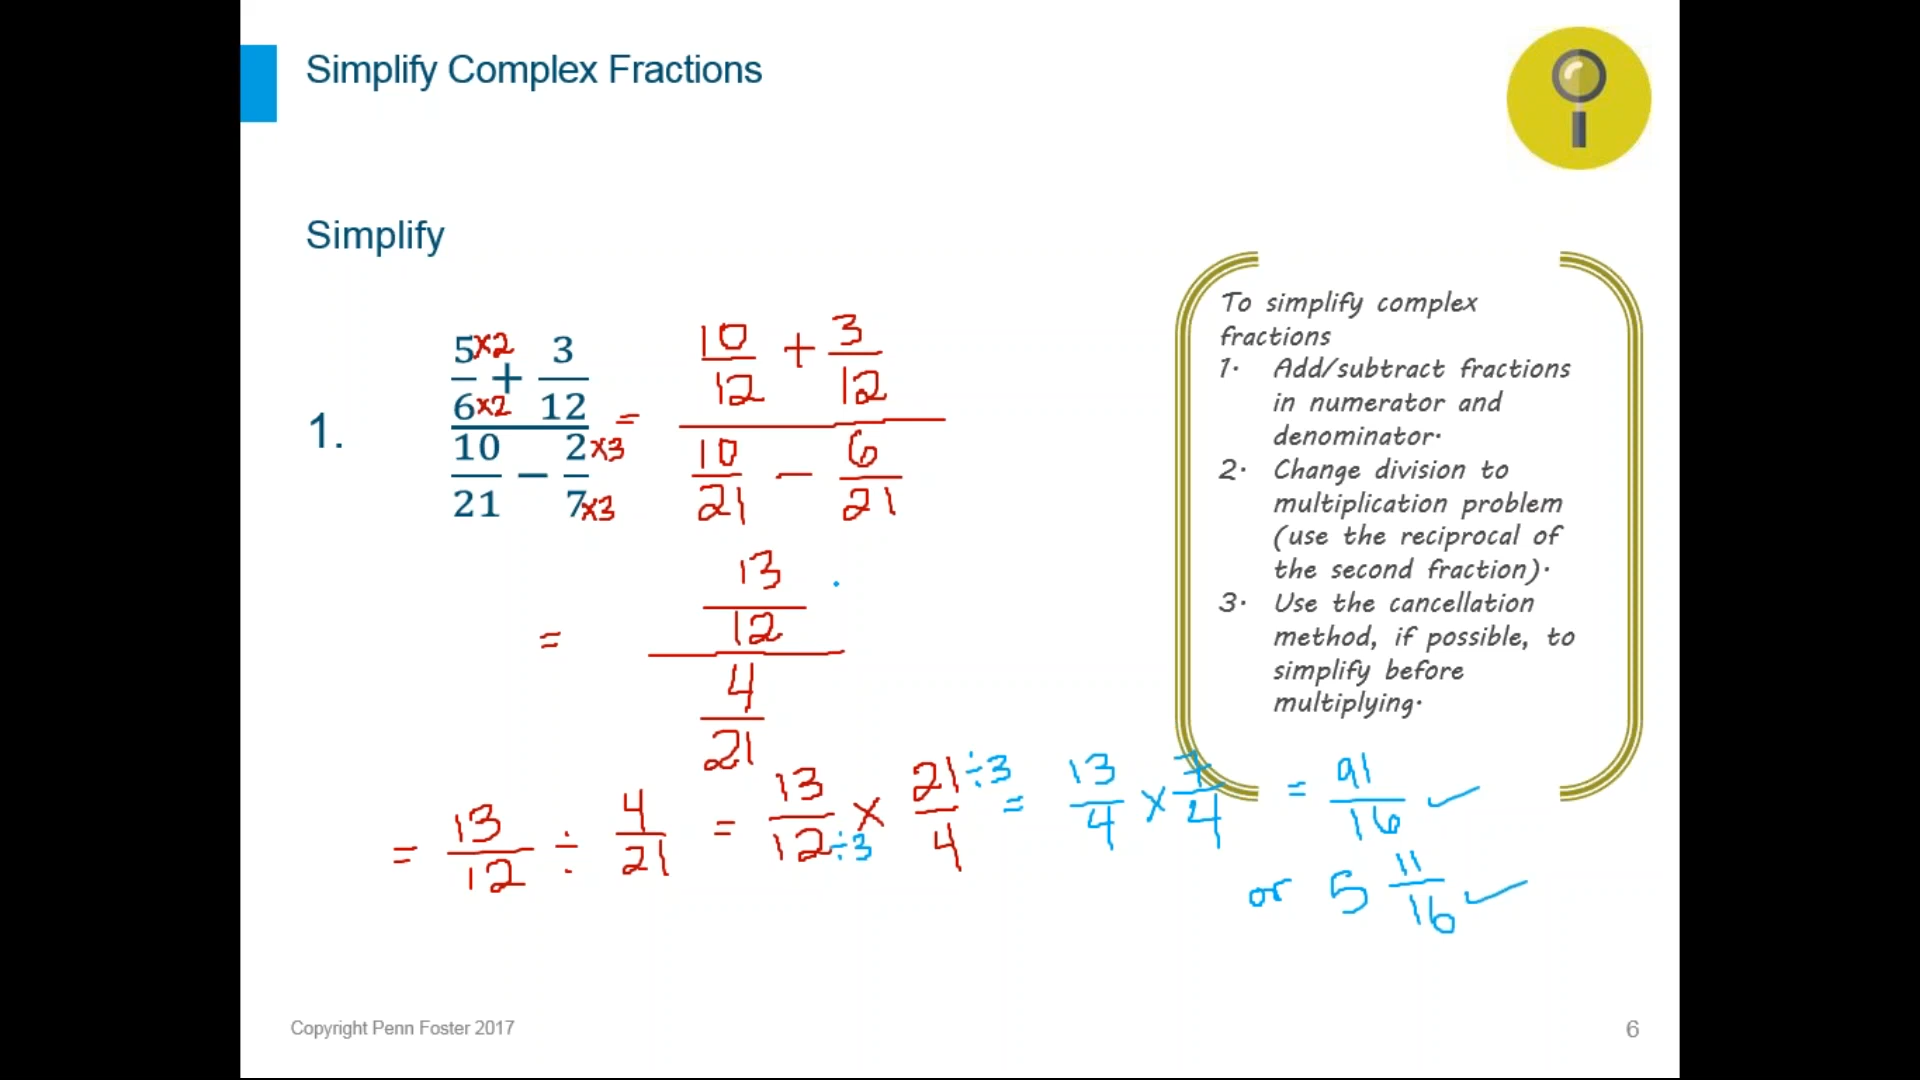 Simplify Complex Fractions
Simplify
5×2 3
+
6×2 12
1.
10 2×3
−
21 7×3
=
10 + 3
12 12
10 − 6
21 21
=
13
12
4
21
= 13/12 ÷ 4/21 = 13/12÷3 × 21÷3/4 = 13/4 × 7/4 = 91/16 ✓
or 5 11/16 ✓
To simplify complex
fractions
1. Add/subtract fractions
in numerator and
denominator.
2. Change division to
multiplication problem
(use the reciprocal of
the second fraction).
3. Use the cancellation
method, if possible, to
simplify before
multiplying.
Copyright Penn Foster 2017
6